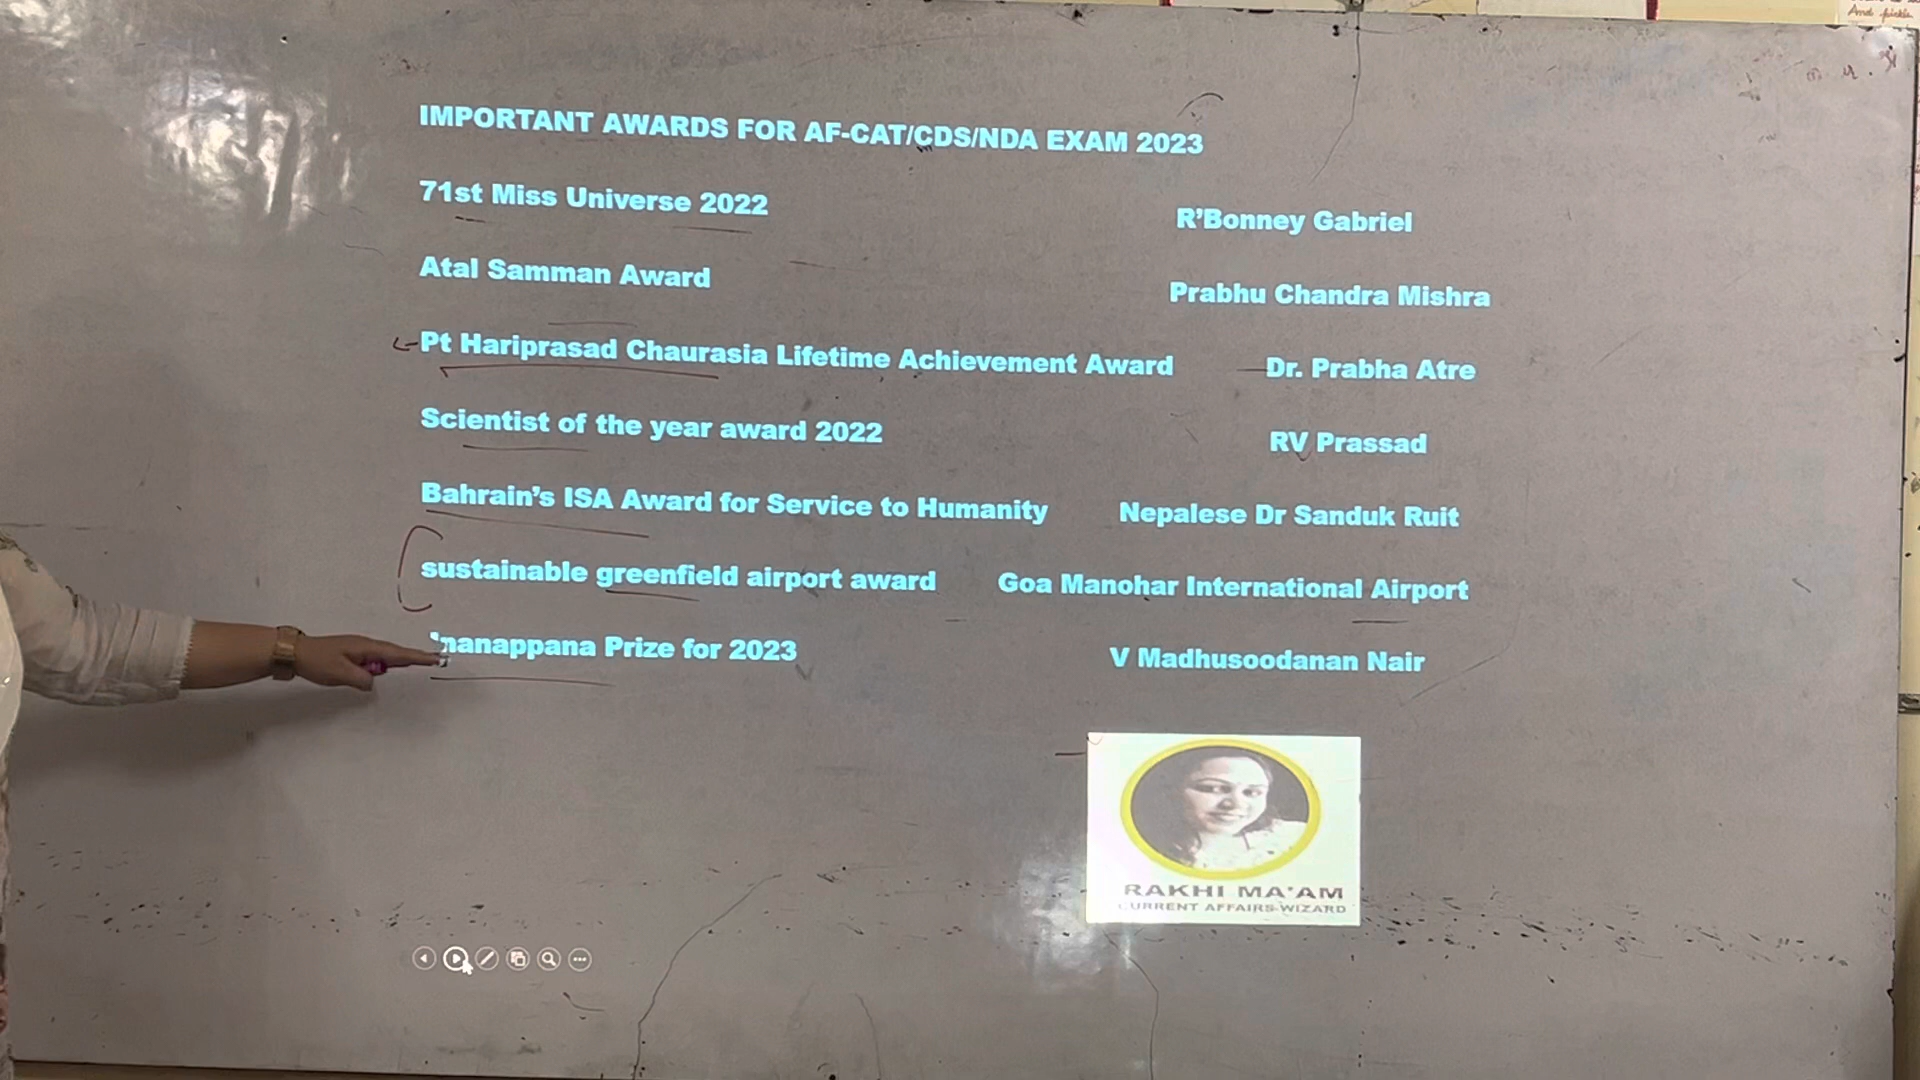 And pickle
IMPORTANT AWARDS FOR AF-CAT/CDS/NDA EXAM 2023
71st Miss Universe 2022 R'Bonney Gabriel
Atal Samman Award Prabhu Chandra Mishra
Pt Hariprasad Chaurasia Lifetime Achievement Award Dr. Prabha Atre
Scientist of the year award 2022 RV Prassad
Bahrain's ISA Award for Service to Humanity Nepalese Dr Sanduk Ruit
sustainable greenfield airport award Goa Manohar International Airport
Prize for 2023 V Madhusoodanan Nair
RAKHI MA'AM
CURRENT AFFAIRS WIZARD